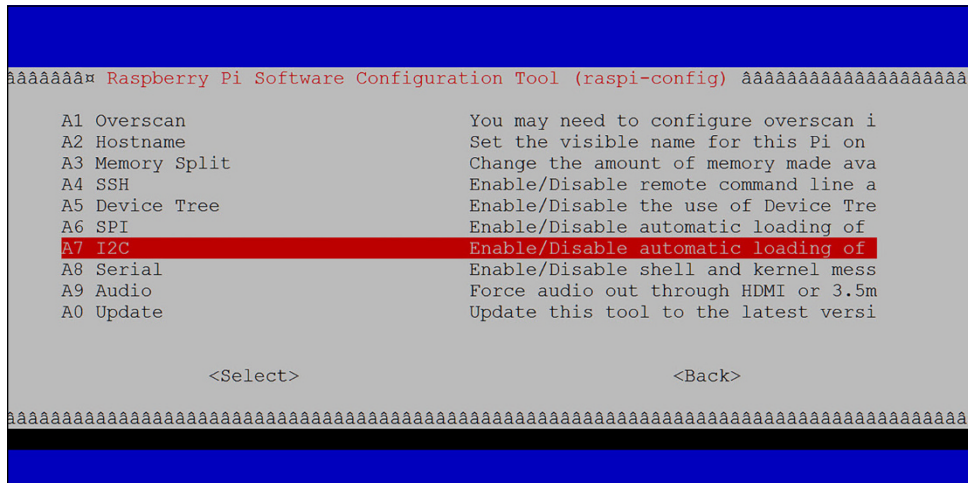 âââââââ¤ Raspberry Pi Software Configuration Tool (raspi-config) âââââââââââââââââââ
A1 Overscan You may need to configure overscan i
A2 Hostname Set the visible name for this Pi on
A3 Memory Split Change the amount of memory made ava
A4 SSH Enable/Disable remote command line a
A5 Device Tree Enable/Disable the use of Device Tre
A6 SPI Enable/Disable automatic loading of
A7 I2C Enable/Disable automatic loading of
A8 Serial Enable/Disable shell and kernel mess
A9 Audio Force audio out through HDMI or 3.5m
A0 Update Update this tool to the latest versi
<Select> <Back>
ââââââââââââââââââââââââââââââââââââââââââââââââââââââââââââââââââââââââââââââââ